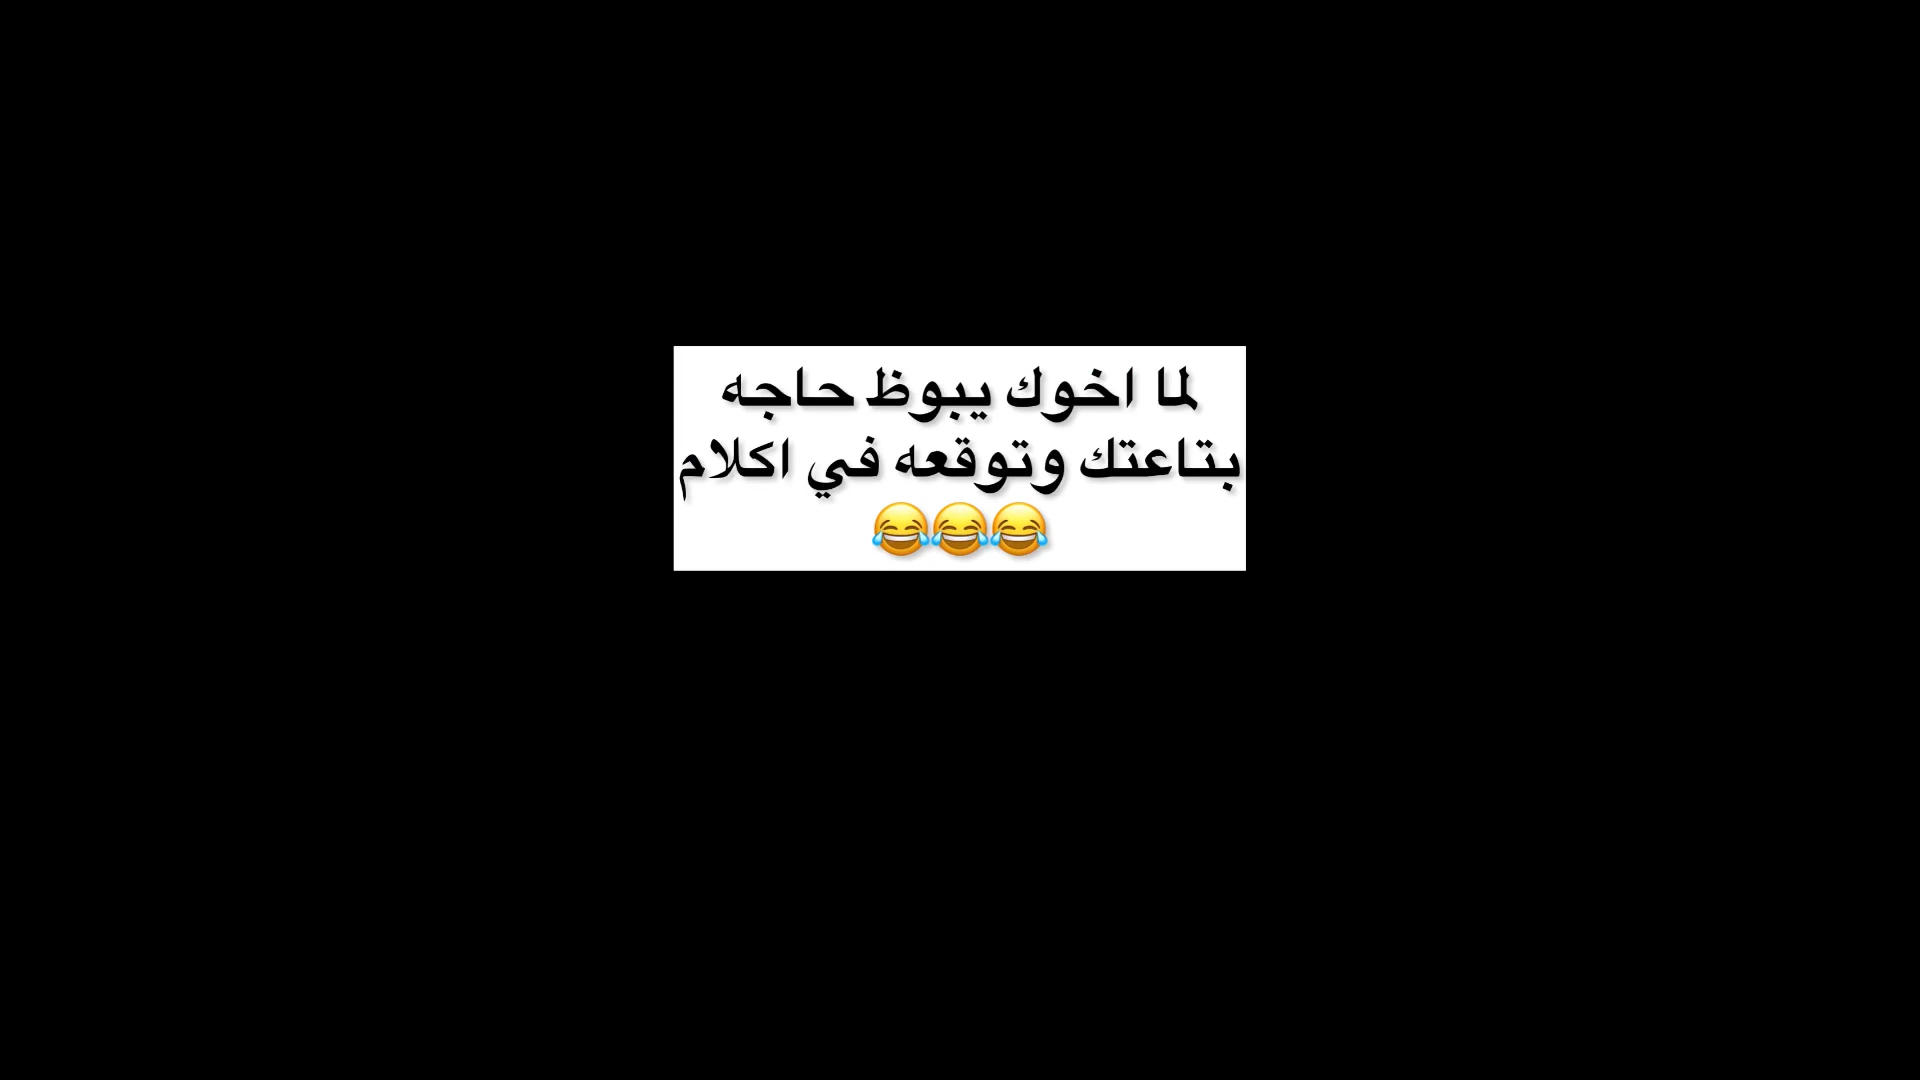 لما اخوك يبوظ حاجه
بتاعتك وتوقعه في اكلام
😂😂😂